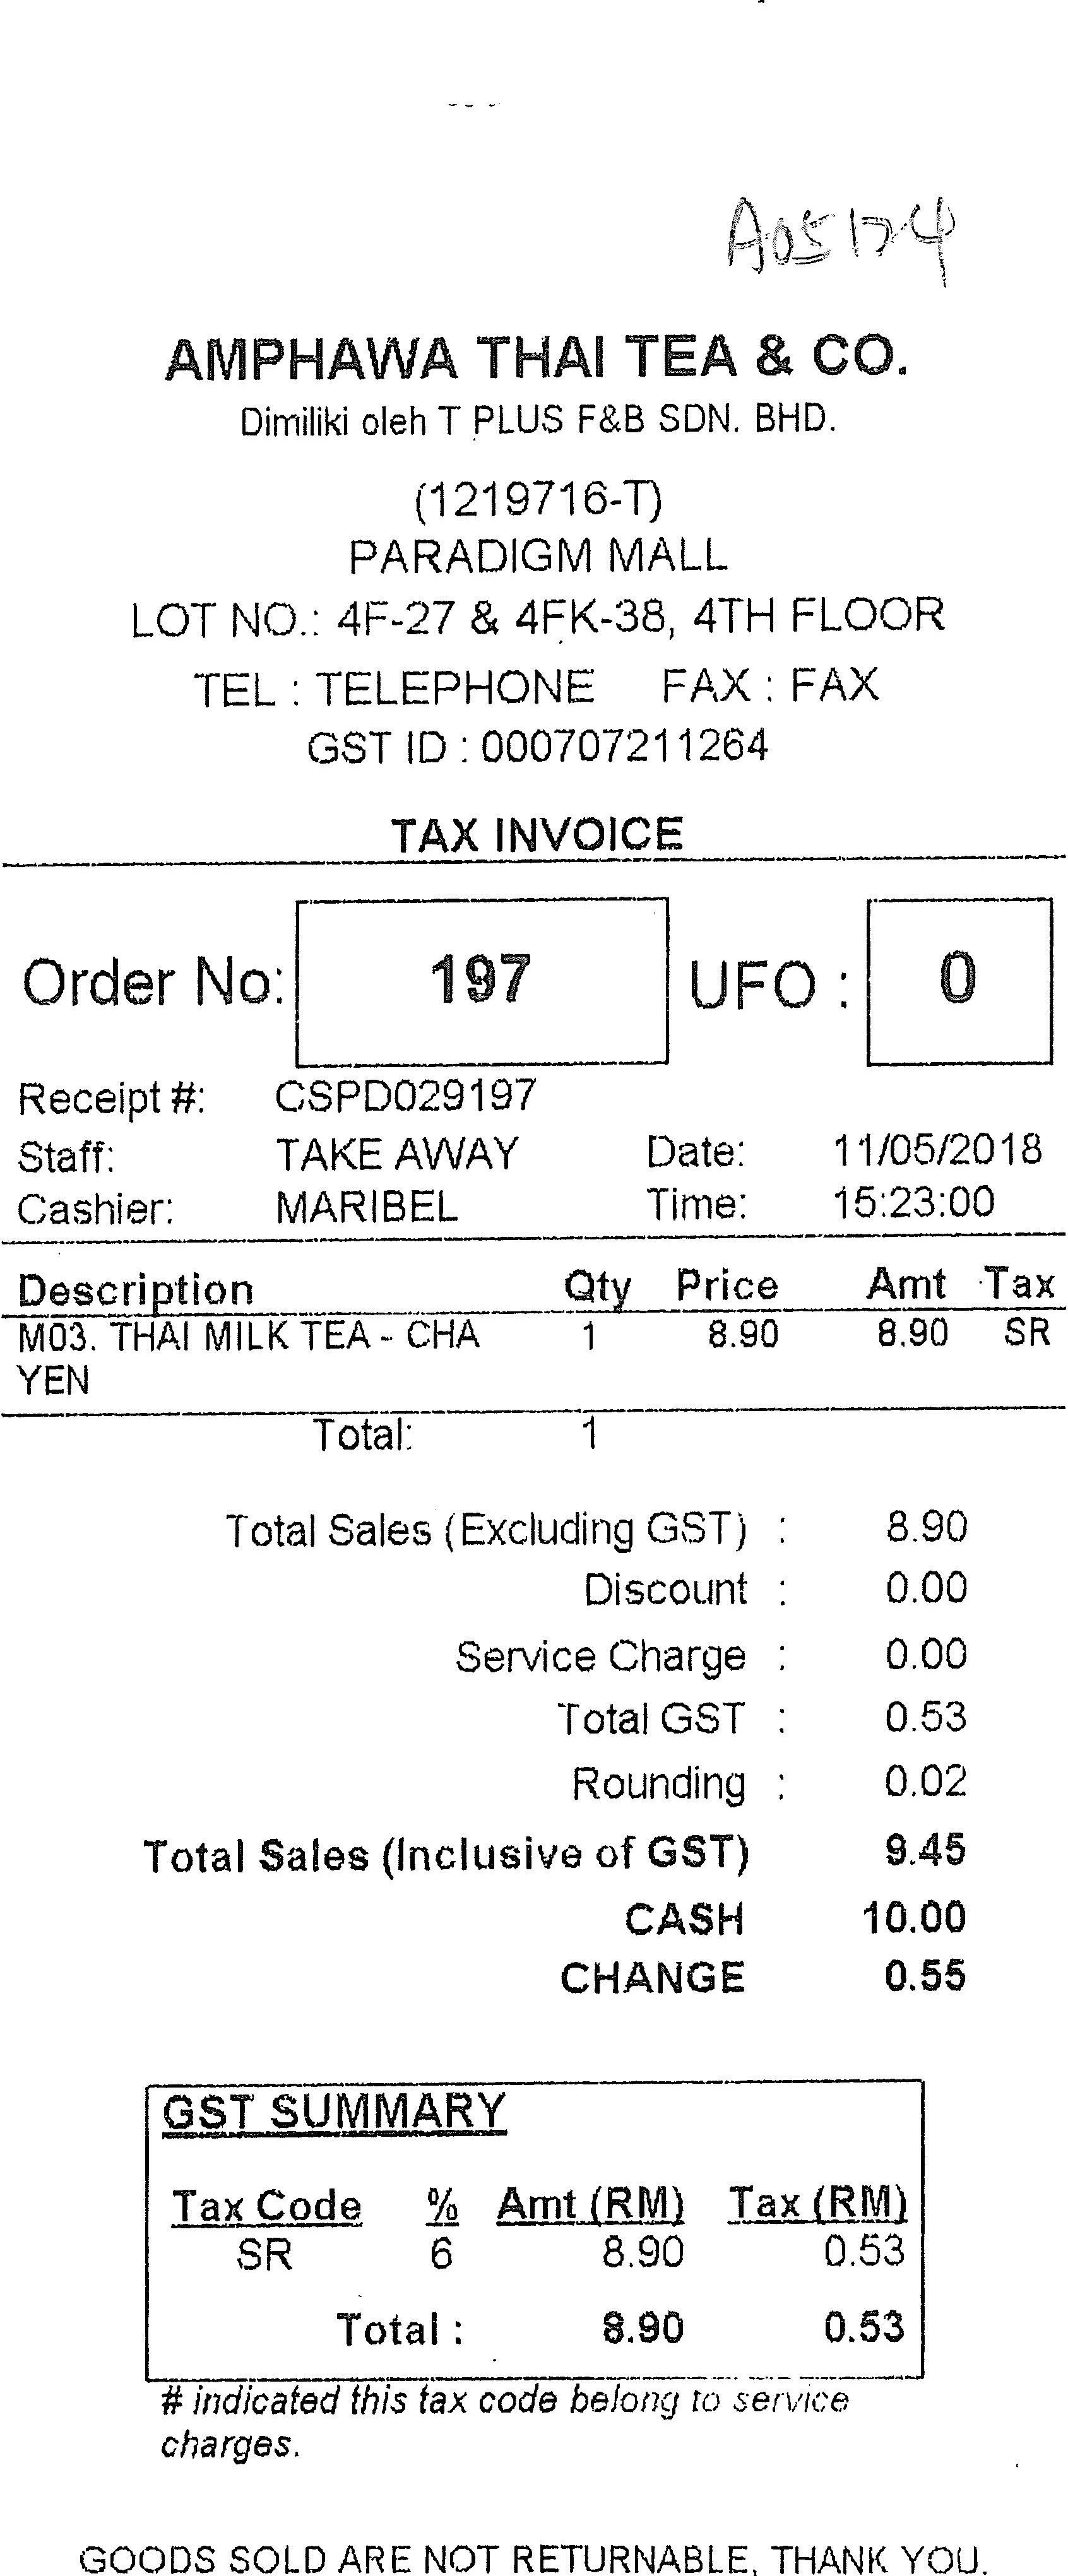 A05174
AMPHAWA THAI TEA & CO.
Dimiliki oleh T PLUS F&B SDN. BHD.
(1219716-T)
PARADIGM MALL
LOT NO.: 4F-27 & 4FK-38, 4TH FLOOR
TEL : TELEPHONE FAX : FAX
GST ID : 000707211264
TAX INVOICE
Order No: 197 UFO : 0
Receipt #: CSPD029197
Staff: TAKE AWAY Date: 11/05/2018
Cashier: MARIBEL Time: 15:23:00
Description Qty Price Amt Tax
M03. THAI MILK TEA - CHA 1 8.90 8.90 SR
YEN
Total: 1
Total Sales (Excluding GST) : 8.90
Discount : 0.00
Service Charge : 0.00
Total GST : 0.53
Rounding : 0.02
Total Sales (Inclusive of GST) 9.45
CASH 10.00
CHANGE 0.55
GST SUMMARY
Tax Code % Amt (RM) Tax (RM)
SR 6 8.90 0.53
Total : 8.90 0.53
# indicated this tax code belong to service
charges.
GOODS SOLD ARE NOT RETURNABLE, THANK YOU.